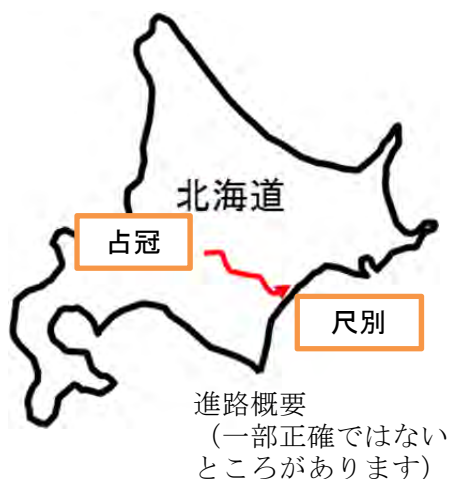 北海道
占冠
尺別
進路概要
（一部正確ではない
ところがあります）